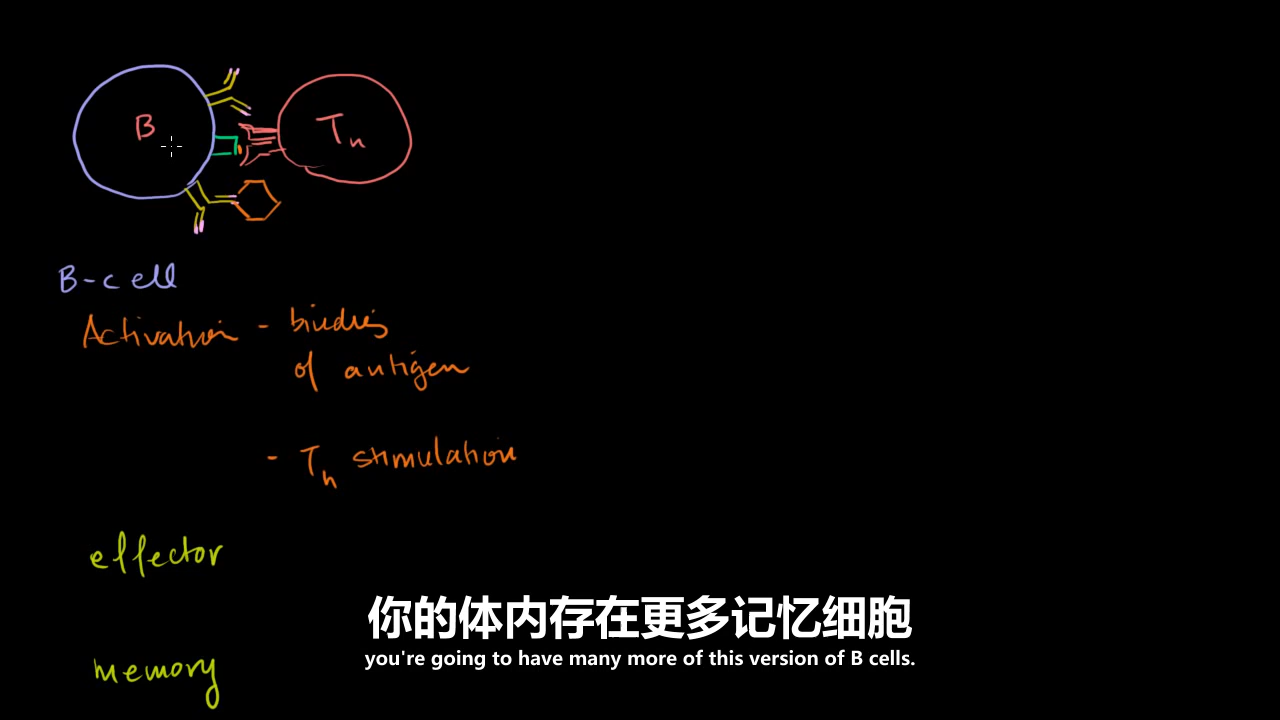 B
Th
B-cell
Activation - binding
of antigen
- Th stimulation
effector
你的体内存在更多记忆细胞
you're going to have many more of this version of B cells.
memory